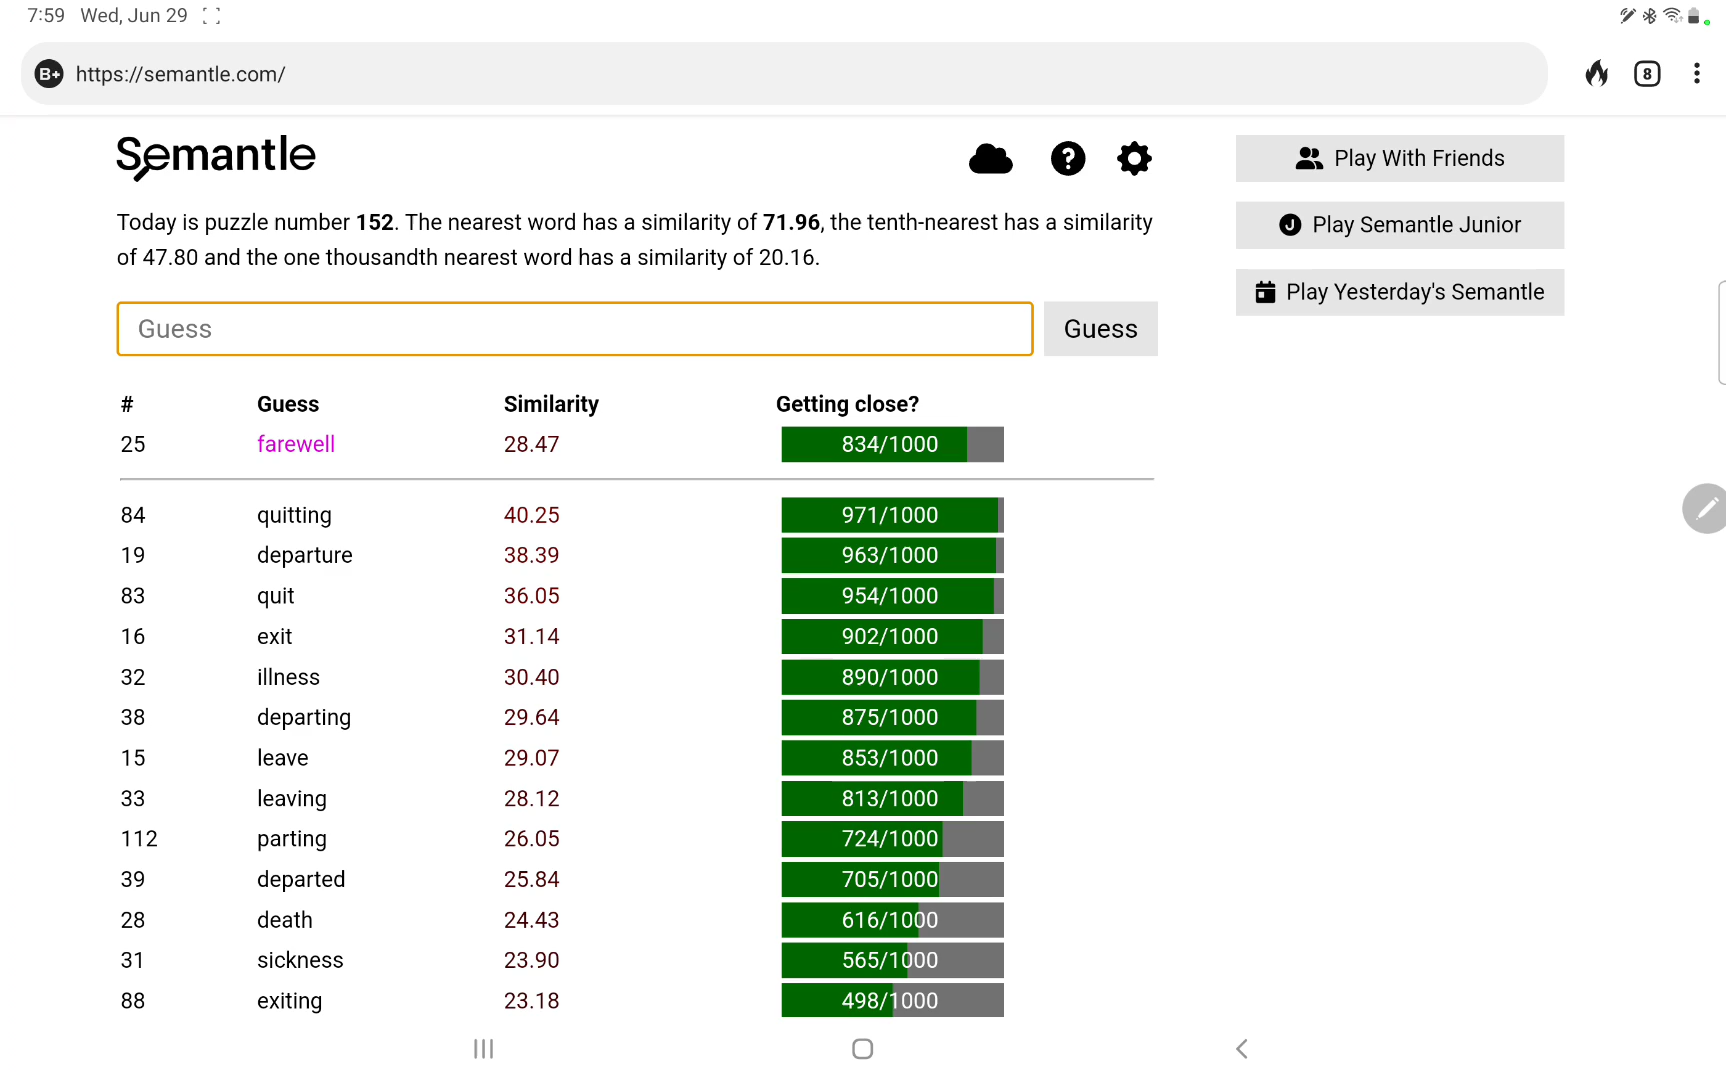 7:59 Wed, Jun 29
B+ https://semantle.com/
8
Semantle
Play With Friends
Today is puzzle number 152. The nearest word has a similarity of 71.96, the tenth-nearest has a similarity
of 47.80 and the one thousandth nearest word has a similarity of 20.16.
J Play Semantle Junior
Play Yesterday's Semantle
Guess Guess
# Guess Similarity Getting close?
25 farewell 28.47 834/1000
84 quitting 40.25 971/1000
19 departure 38.39 963/1000
83 quit 36.05 954/1000
16 exit 31.14 902/1000
32 illness 30.40 890/1000
38 departing 29.64 875/1000
15 leave 29.07 853/1000
33 leaving 28.12 813/1000
112 parting 26.05 724/1000
39 departed 25.84 705/1000
28 death 24.43 616/1000
31 sickness 23.90 565/1000
88 exiting 23.18 498/1000